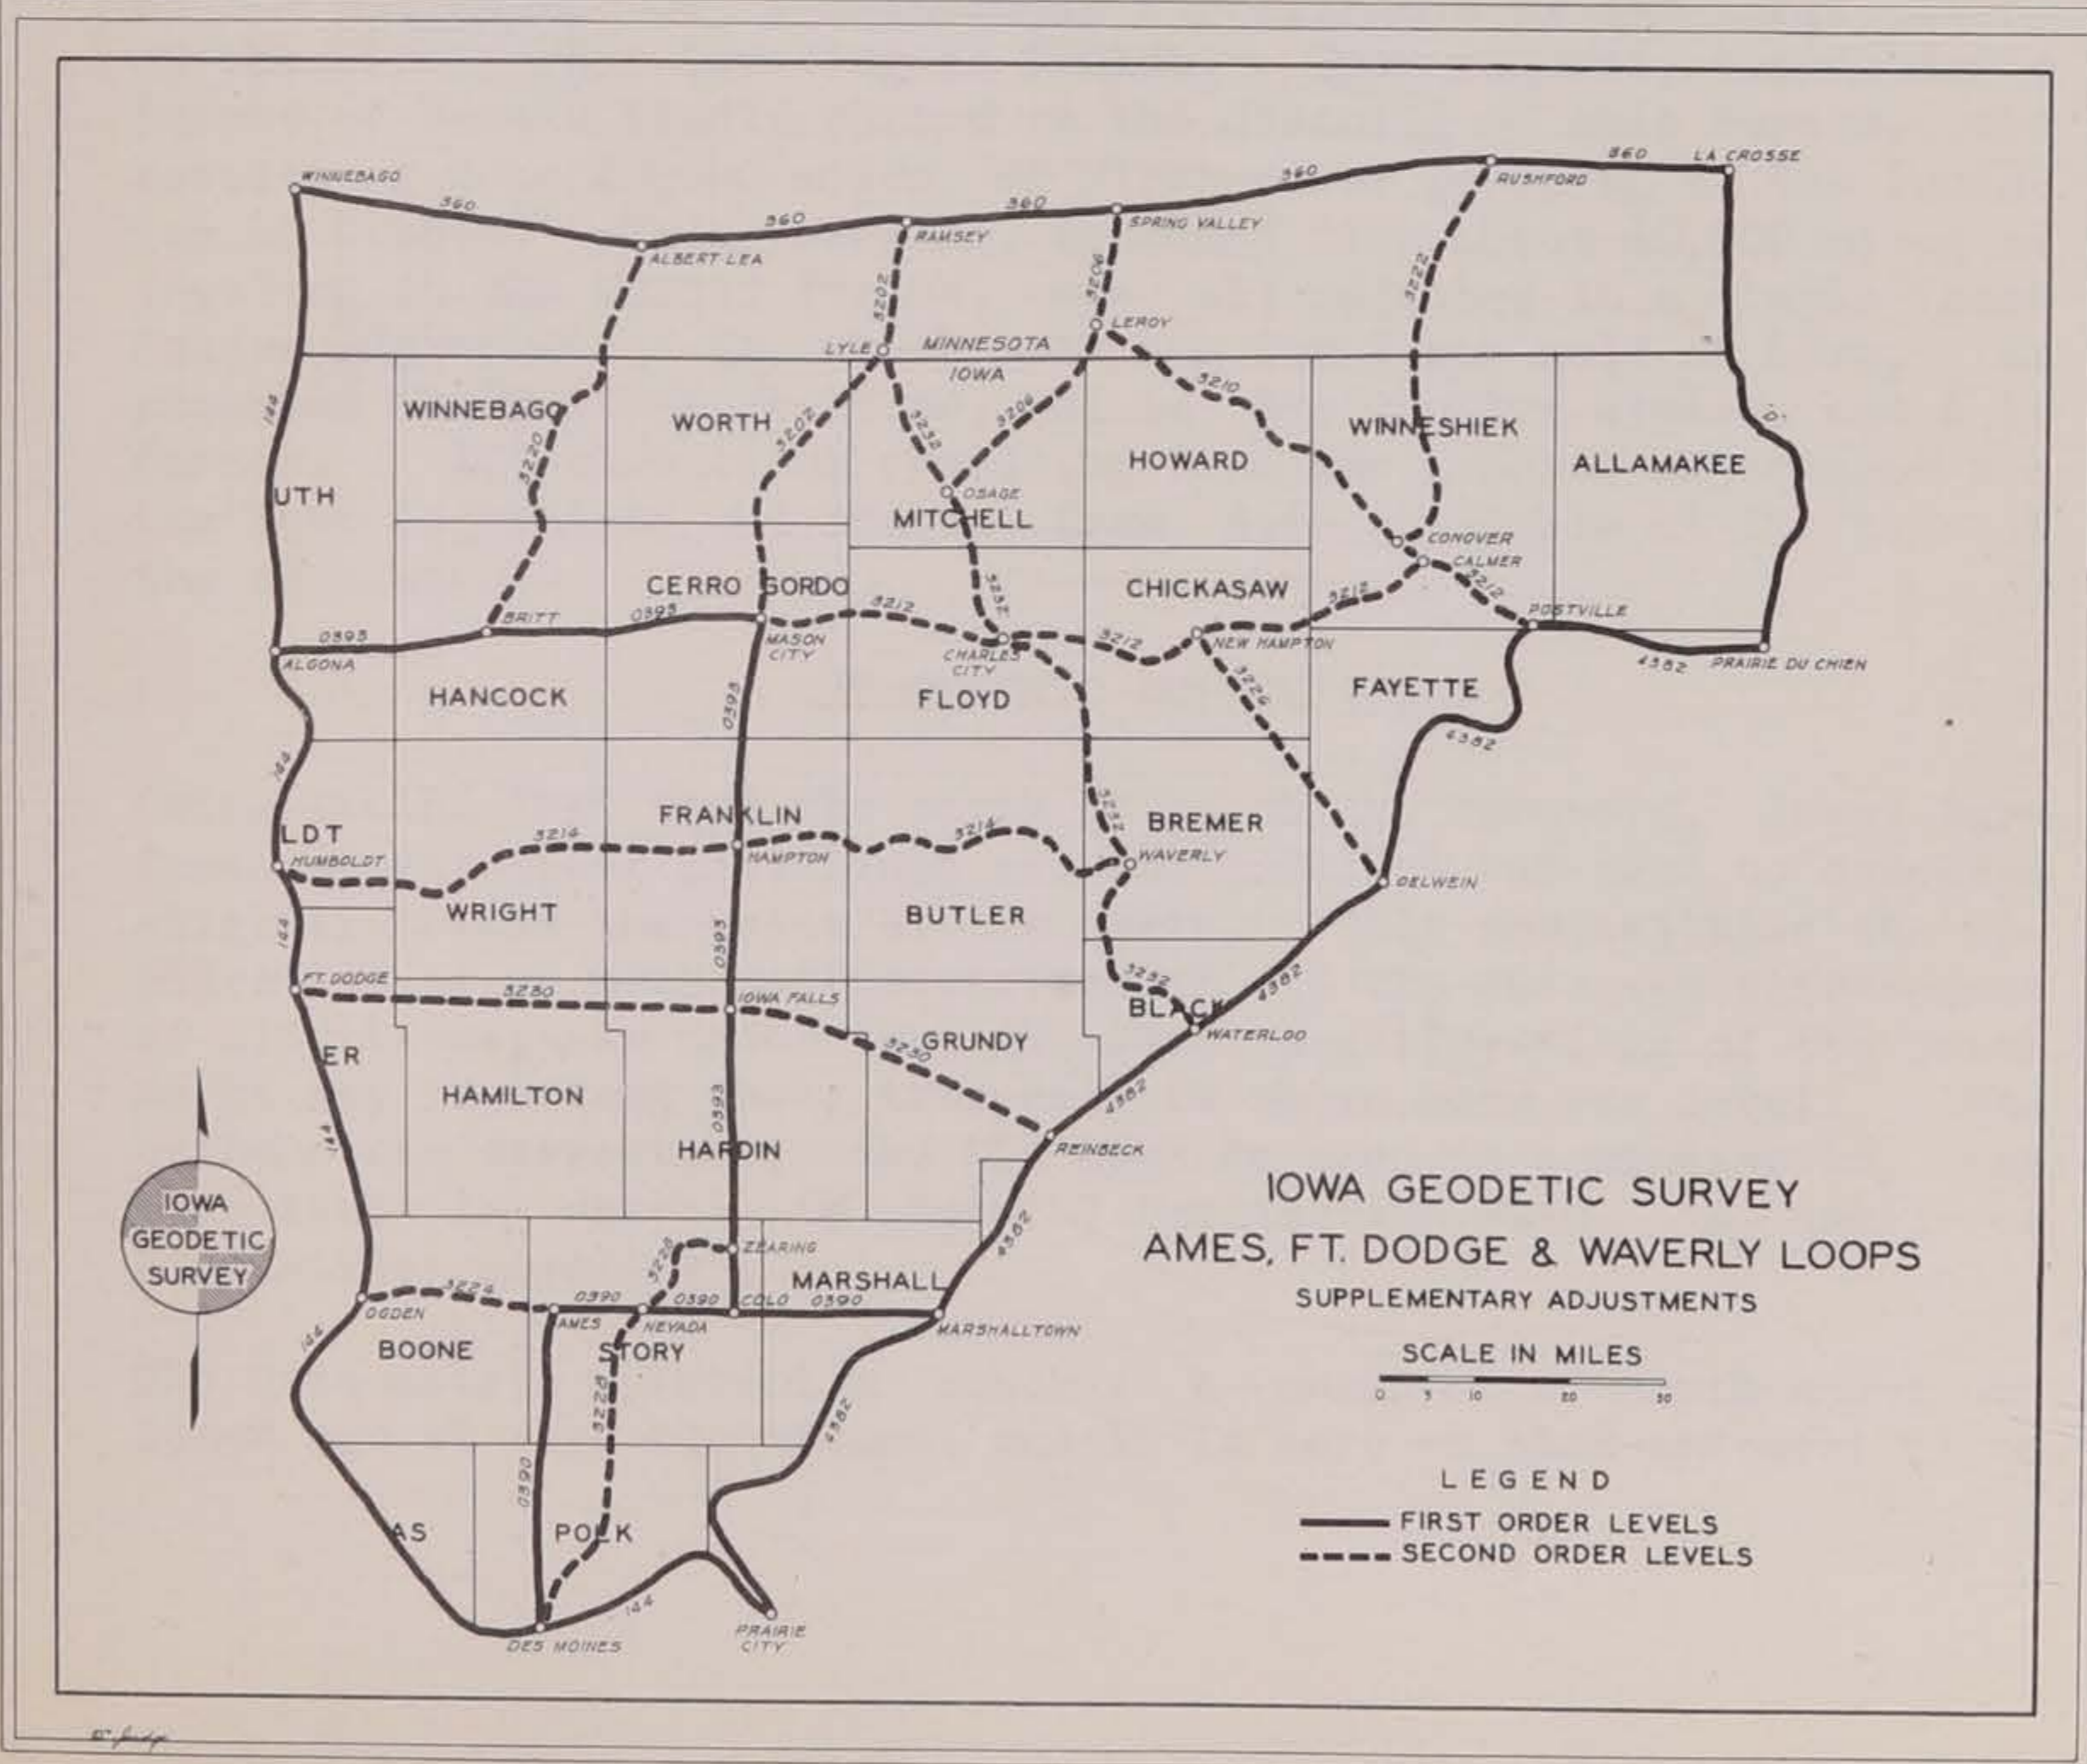 WINNEBAGO
360
ALBERT LEA
360
RAMSEY
360
SPRING VALLEY
360
RUSHFORD
360
LA CROSSE
3202
3206
3222
LEROY
LYLE
MINNESOTA
IOWA
144
WINNEBAGO
WORTH
3220
3202
3232
3206
3210
HOWARD
WINNESHIEK
ALLAMAKEE
"D"
UTH
OSAGE
MITCHELL
CONOVER
CALMER
CERRO GORDO
CHICKASAW
3212
3232
3212
3212
BRITT
0393
0393
ALGONA
MASON
CITY
CHARLES
CITY
3212
NEW HAMPTON
POSTVILLE
4382
PRAIRIE DU CHIEN
HANCOCK
0393
FLOYD
3226
FAYETTE
4382
144
LDT
FRANKLIN
3214
3214
3232
BREMER
HUMBOLDT
HAMPTON
WAVERLY
OELWEIN
144
WRIGHT
0393
BUTLER
FT. DODGE
3230
IOWA FALLS
3232
BLACK
4382
WATERLOO
ER
GRUNDY
3230
HAMILTON
0393
4382
144
HARDIN
REINBECK
IOWA
GEODETIC
SURVEY
4382
3228
ZEARING
MARSHALL
OGDEN
3224
0390
0390
COLO
0390
AMES
NEVADA
MARSHALLTOWN
144
BOONE
STORY
3228
4382
0390
AS
POLK
144
DES MOINES
PRAIRIE
CITY
IOWA GEODETIC SURVEY
AMES, FT. DODGE & WAVERLY LOOPS
SUPPLEMENTARY ADJUSTMENTS
SCALE IN MILES
0 5 10 20 30
LEGEND
FIRST ORDER LEVELS
SECOND ORDER LEVELS